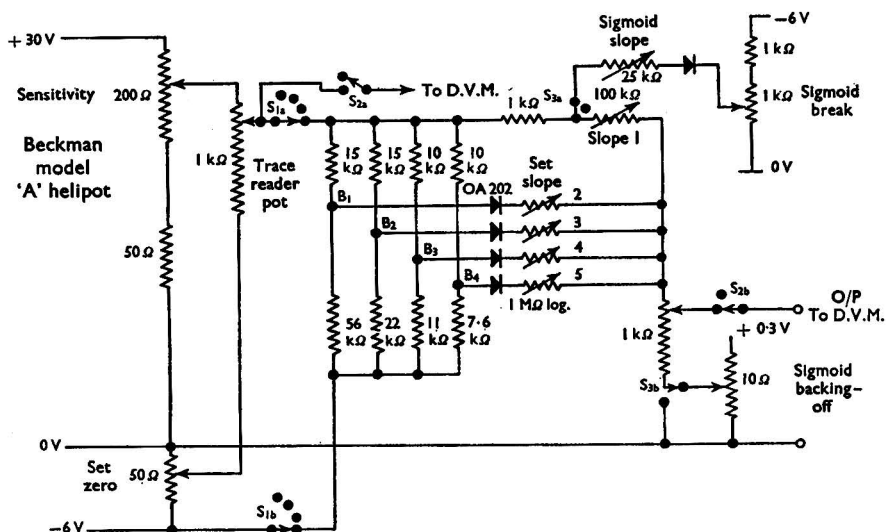 + 30 V
Sensitivity
200 Ω
Beckman
model
'A' helipot
50 Ω
0 V
Set
zero
50 Ω
−6 V
1 kΩ
Trace
reader
pot
S1a
S2a
To D.V.M.
S1b
15
kΩ
15
kΩ
10
kΩ
10
kΩ
B1
B2
B3
B4
56
kΩ
22
kΩ
11
kΩ
7·6
kΩ
OA 202
Set
slope
2
3
4
5
1 MΩ log.
1 kΩ
S3a
Sigmoid
slope
25 kΩ
100 kΩ
Slope 1
−6 V
1 kΩ
1 kΩ
Sigmoid
break
0 V
S2b
O/P
To D.V.M.
1 kΩ
+ 0·3 V
S3b
10 Ω
Sigmoid
backing–
off